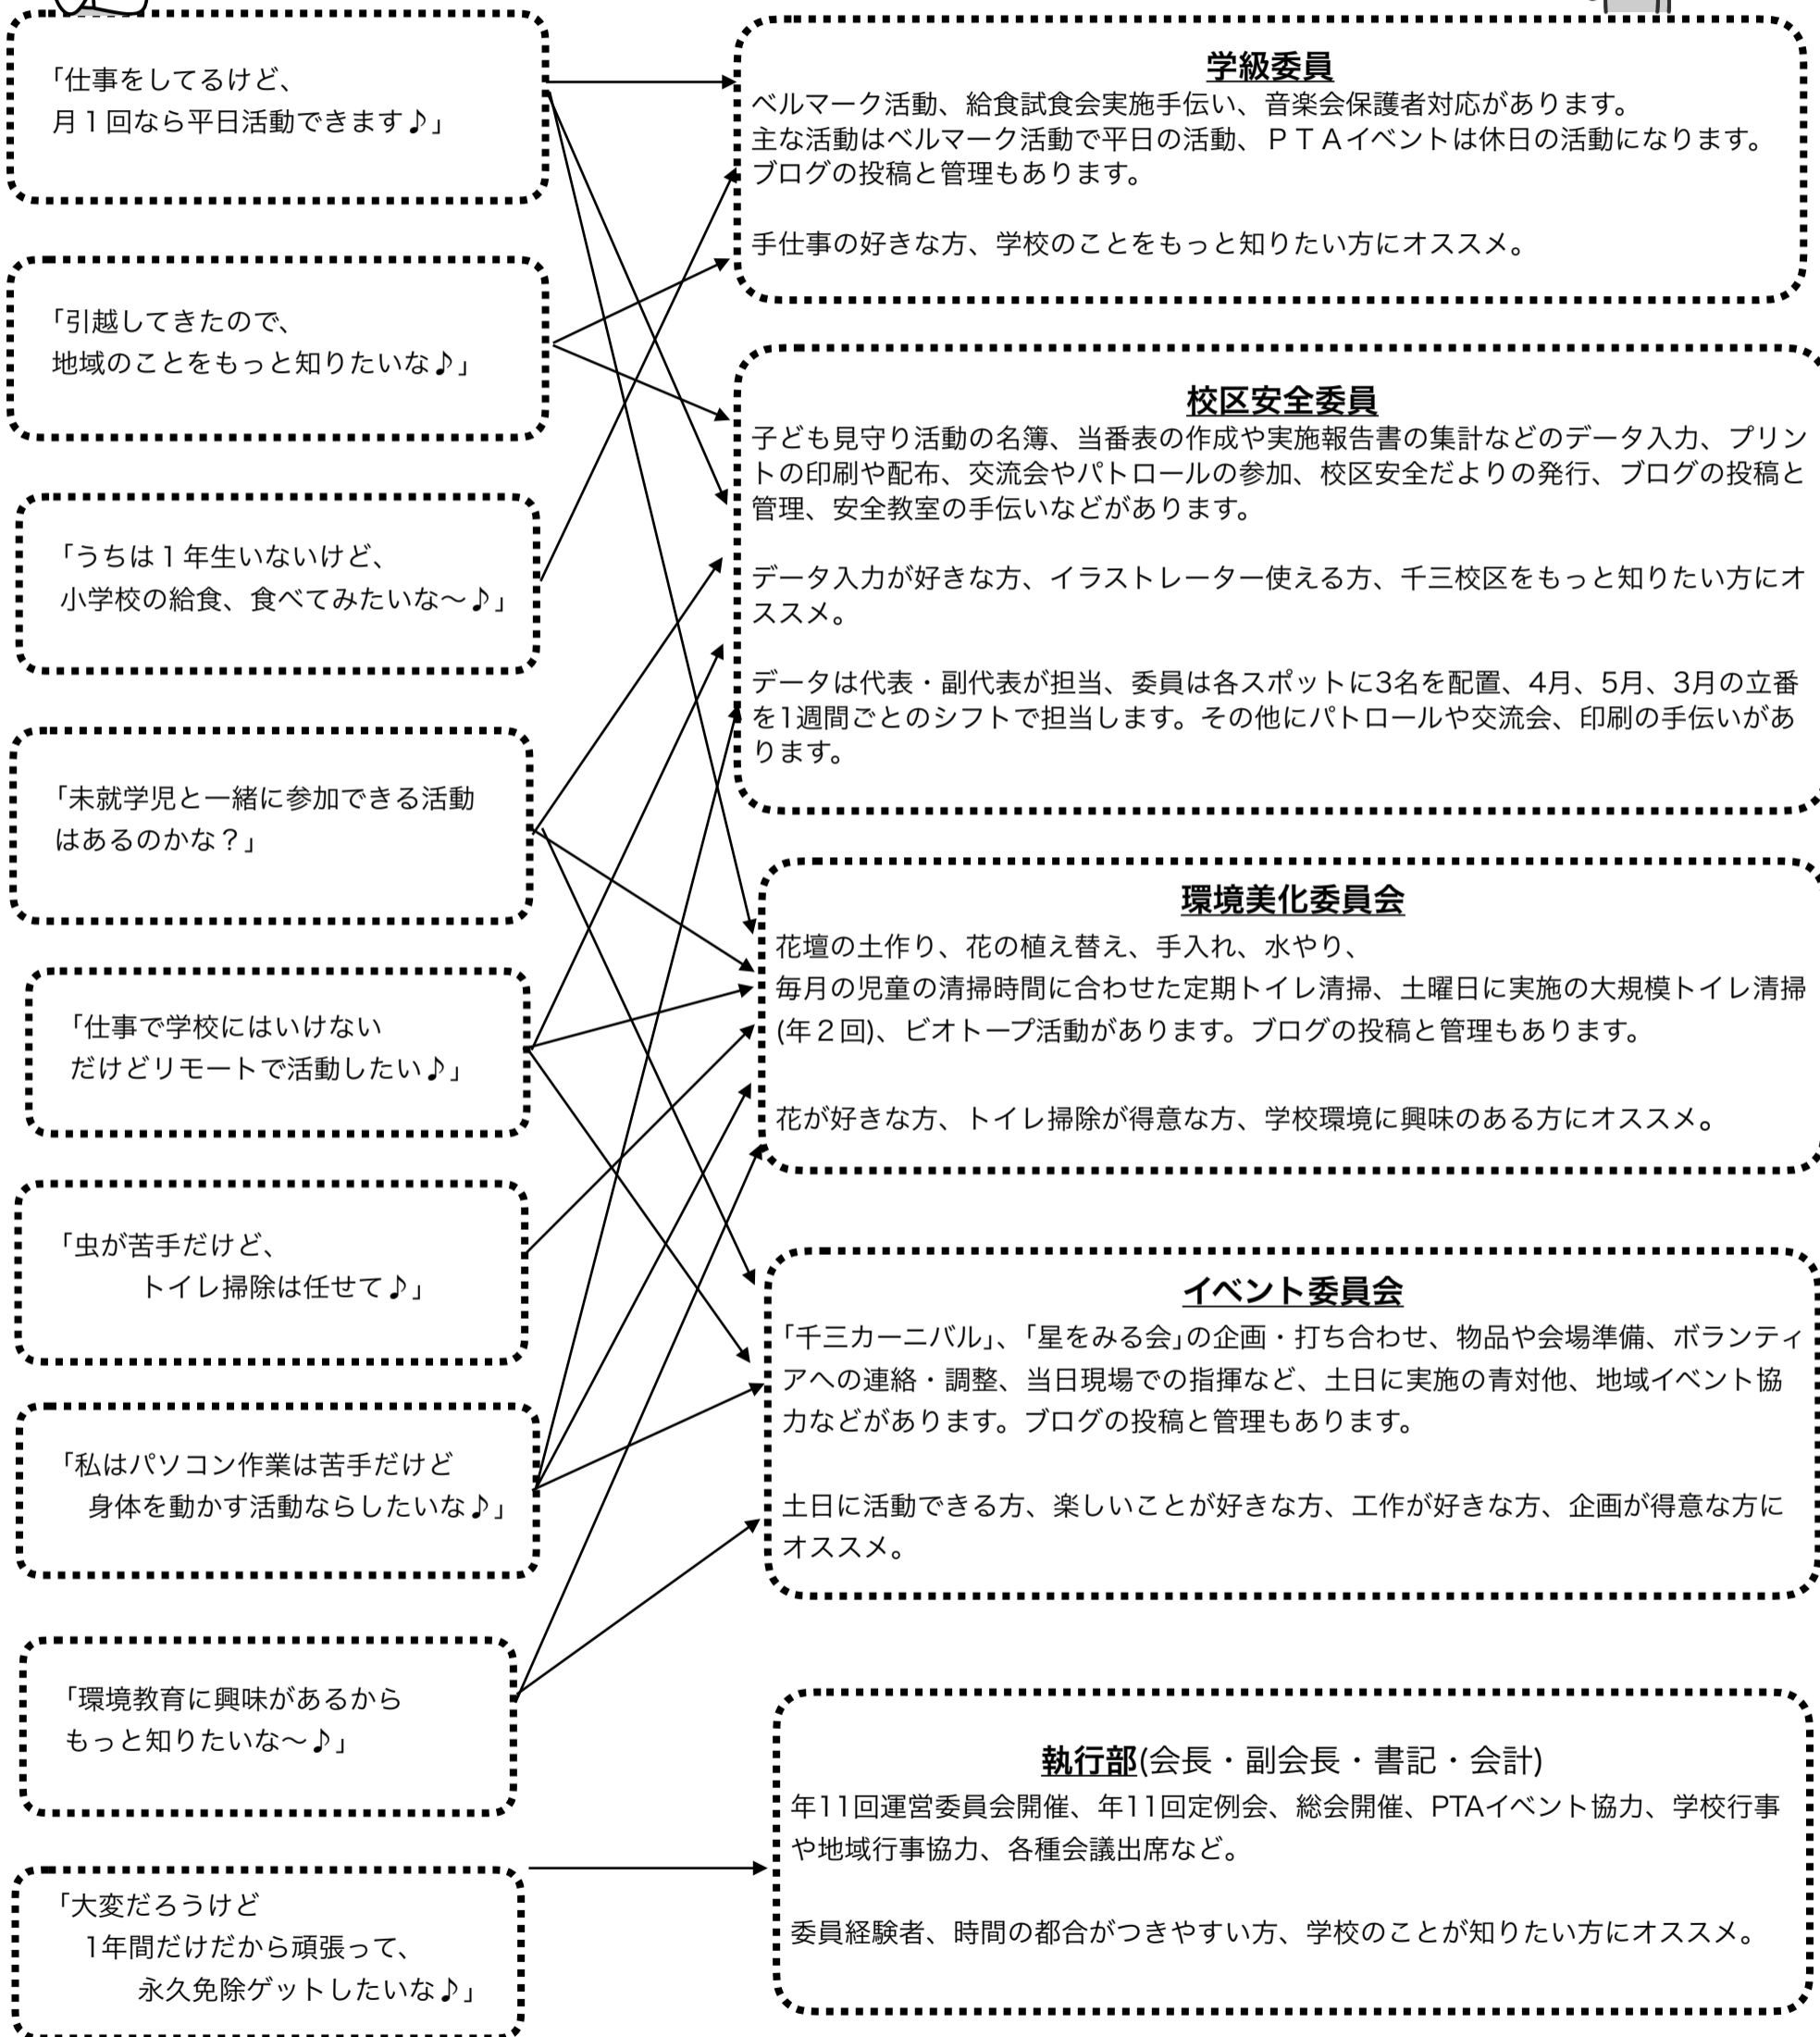 「仕事をしてるけど、
月１回なら平日活動できます♪」
「引越してきたので、
地域のことをもっと知りたいな♪」
「うちは１年生いないけど、
小学校の給食、食べてみたいな～♪」
「未就学児と一緒に参加できる活動
はあるのかな？」
「仕事で学校にはいけない
だけどリモートで活動したい♪」
「虫が苦手だけど、
トイレ掃除は任せて♪」
「私はパソコン作業は苦手だけど
身体を動かす活動ならしたいな♪」
「環境教育に興味があるから
もっと知りたいな～♪」
「大変だろうけど
1年間だけだから頑張って、
永久免除ゲットしたいな♪」
学級委員
ベルマーク活動、給食試食会実施手伝い、音楽会保護者対応があります。
主な活動はベルマーク活動で平日の活動、ＰＴＡイベントは休日の活動になります。
ブログの投稿と管理もあります。
手仕事の好きな方、学校のことをもっと知りたい方にオススメ。
校区安全委員
子ども見守り活動の名簿、当番表の作成や実施報告書の集計などのデータ入力、プリン
トの印刷や配布、交流会やパトロールの参加、校区安全だよりの発行、ブログの投稿と
管理、安全教室の手伝いなどがあります。
データ入力が好きな方、イラストレーター使える方、千三校区をもっと知りたい方にオ
ススメ。
データは代表・副代表が担当、委員は各スポットに3名を配置、4月、5月、3月の立番
を1週間ごとのシフトで担当します。その他にパトロールや交流会、印刷の手伝いがあ
ります。
環境美化委員会
花壇の土作り、花の植え替え、手入れ、水やり、
毎月の児童の清掃時間に合わせた定期トイレ清掃、土曜日に実施の大規模トイレ清掃
(年２回)、ビオトープ活動があります。ブログの投稿と管理もあります。
花が好きな方、トイレ掃除が得意な方、学校環境に興味のある方にオススメ。
イベント委員会
「千三カーニバル」、「星をみる会」の企画・打ち合わせ、物品や会場準備、ボランティ
アへの連絡・調整、当日現場での指揮など、土日に実施の青対他、地域イベント協
力などがあります。ブログの投稿と管理もあります。
土日に活動できる方、楽しいことが好きな方、工作が好きな方、企画が得意な方に
オススメ。
執行部(会長・副会長・書記・会計)
年11回運営委員会開催、年11回定例会、総会開催、PTAイベント協力、学校行事
や地域行事協力、各種会議出席など。
委員経験者、時間の都合がつきやすい方、学校のことが知りたい方にオススメ。